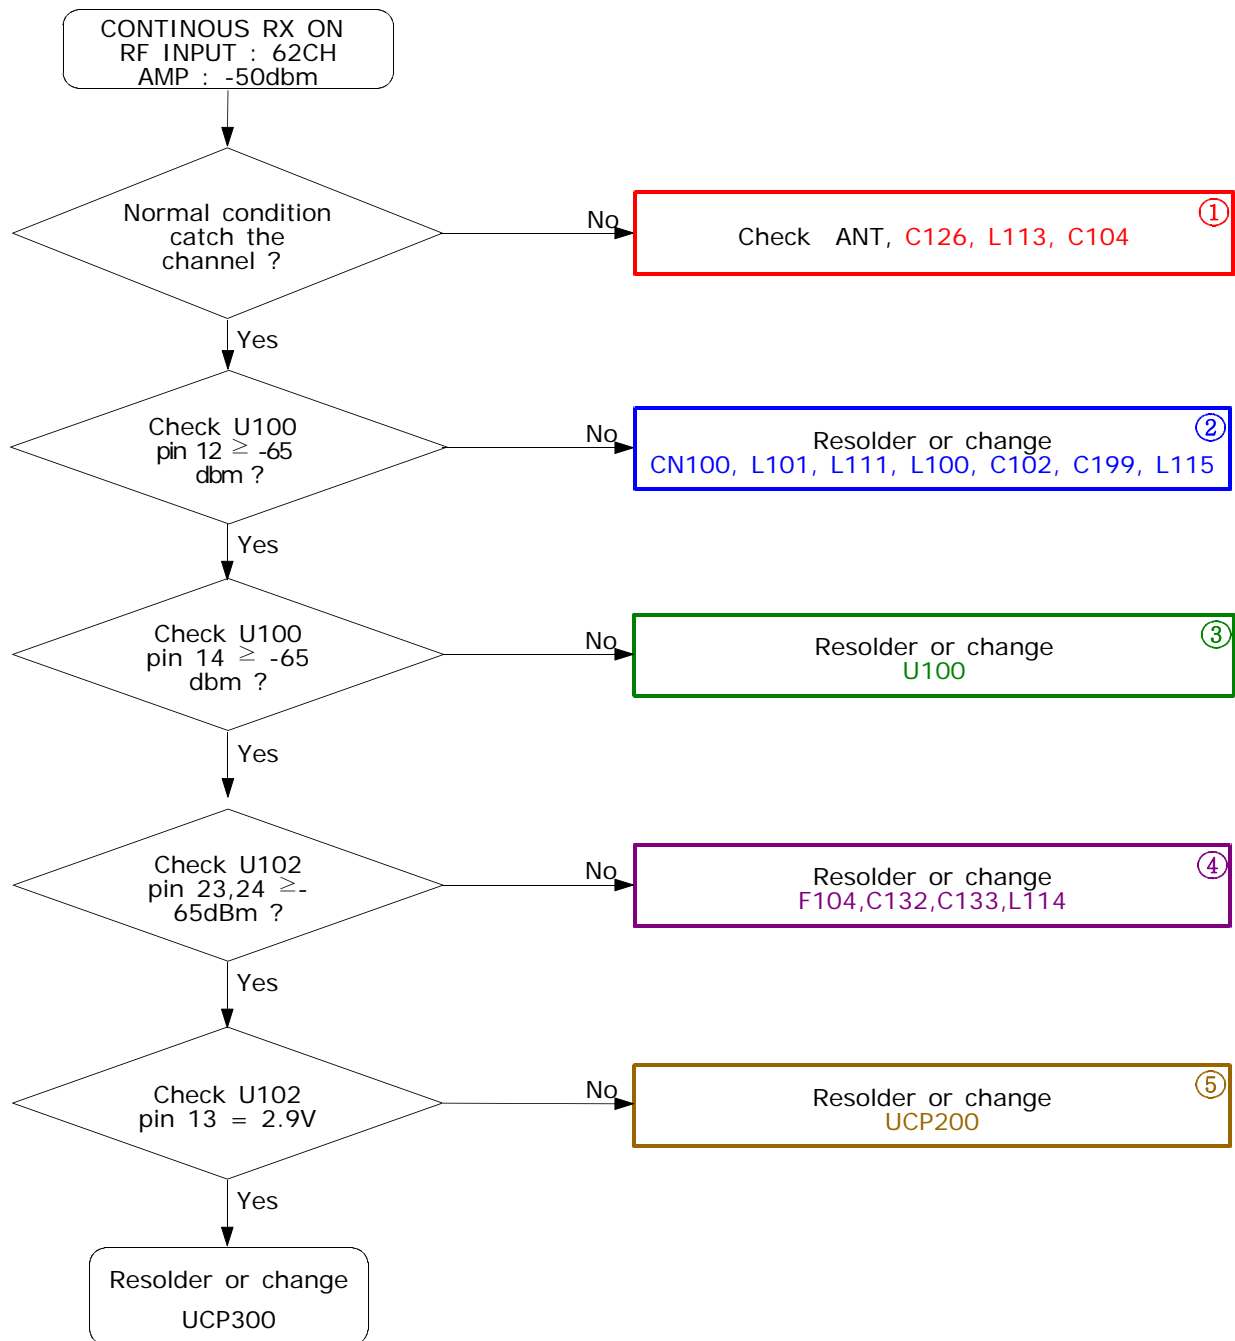 CONTINOUS RX ON
RF INPUT : 62CH
AMP : -50dbm
Normal condition
catch the
channel ?
No
①
Check ANT, C126, L113, C104
Yes
Check U100
pin 12 ≥ -65
dbm ?
No
②
Resolder or change
CN100, L101, L111, L100, C102, C199, L115
Yes
Check U100
pin 14 ≥ -65
dbm ?
No
③
Resolder or change
U100
Yes
Check U102
pin 23,24 ≥-
65dBm ?
No
④
Resolder or change
F104,C132,C133,L114
Yes
Check U102
pin 13 = 2.9V
No
⑤
Resolder or change
UCP200
Yes
Resolder or change
UCP300